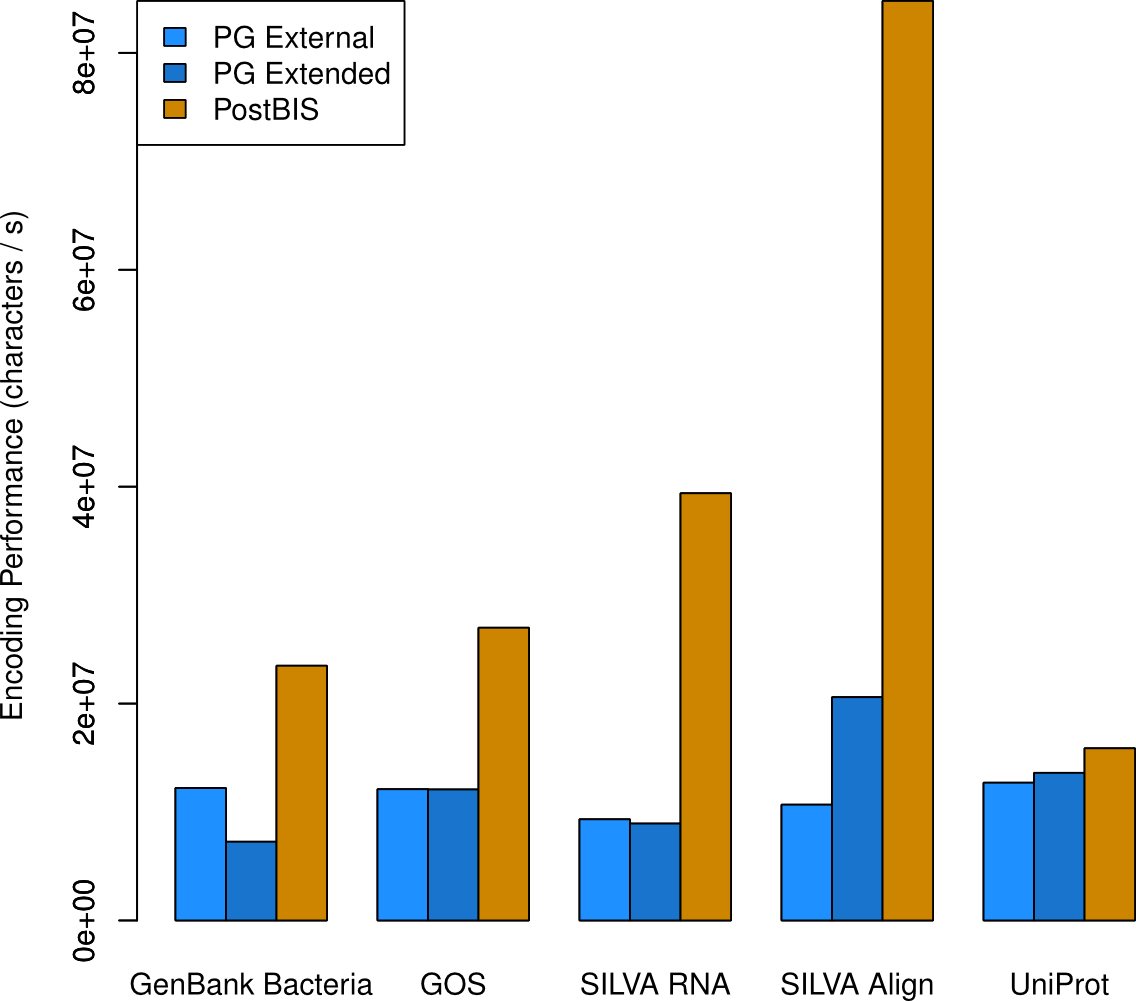 PG External
PG Extended
PostBIS
Encoding Performance (characters / s)
8e+07
6e+07
4e+07
2e+07
0e+00
GenBank Bacteria
GOS
SILVA RNA
SILVA Align
UniProt